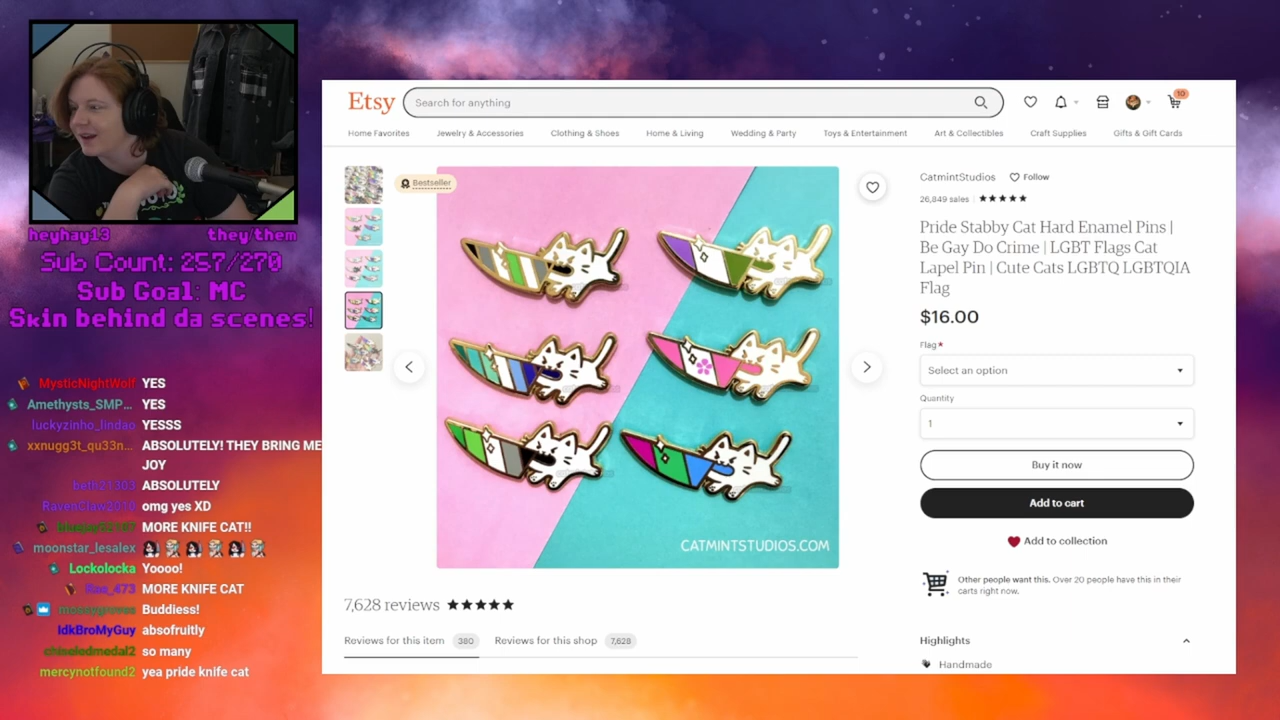 heyhay13 they/them
Sub Count: 257/270
Sub Goal: MC
Skin behind da scenes!
MysticNightWolf YES
Amethysts_SMP... YES
luckyzinho_lindao YESSS
xxnugg3t_qu33n... ABSOLUTELY! THEY BRING ME
JOY
beth21303 ABSOLUTELY
RavenClaw2010 omg yes XD
MORE KNIFE CAT!!
moonstar_lesalex
Lockolocka Yoooo!
MORE KNIFE CAT
Buddiess!
IdkBroMyGuy absofruitly
chiseledmedal2 so many
mercynotfound2 yea pride knife cat
Etsy
Search for anything
10
Home Favorites Jewelry & Accessories Clothing & Shoes Home & Living Wedding & Party Toys & Entertainment Art & Collectibles Craft Supplies Gifts & Gift Cards
Bestseller
CATMINTSTUDIOS.COM
7,628 reviews
Reviews for this item 380 Reviews for this shop 7,628
CatmintStudios Follow
26,849 sales
Pride Stabby Cat Hard Enamel Pins |
Be Gay Do Crime | LGBT Flags Cat
Lapel Pin | Cute Cats LGBTQ LGBTQIA
Flag
$16.00
Flag *
Select an option
Quantity
1
Buy it now
Add to cart
Add to collection
Other people want this. Over 20 people have this in their
carts right now.
Highlights
Handmade